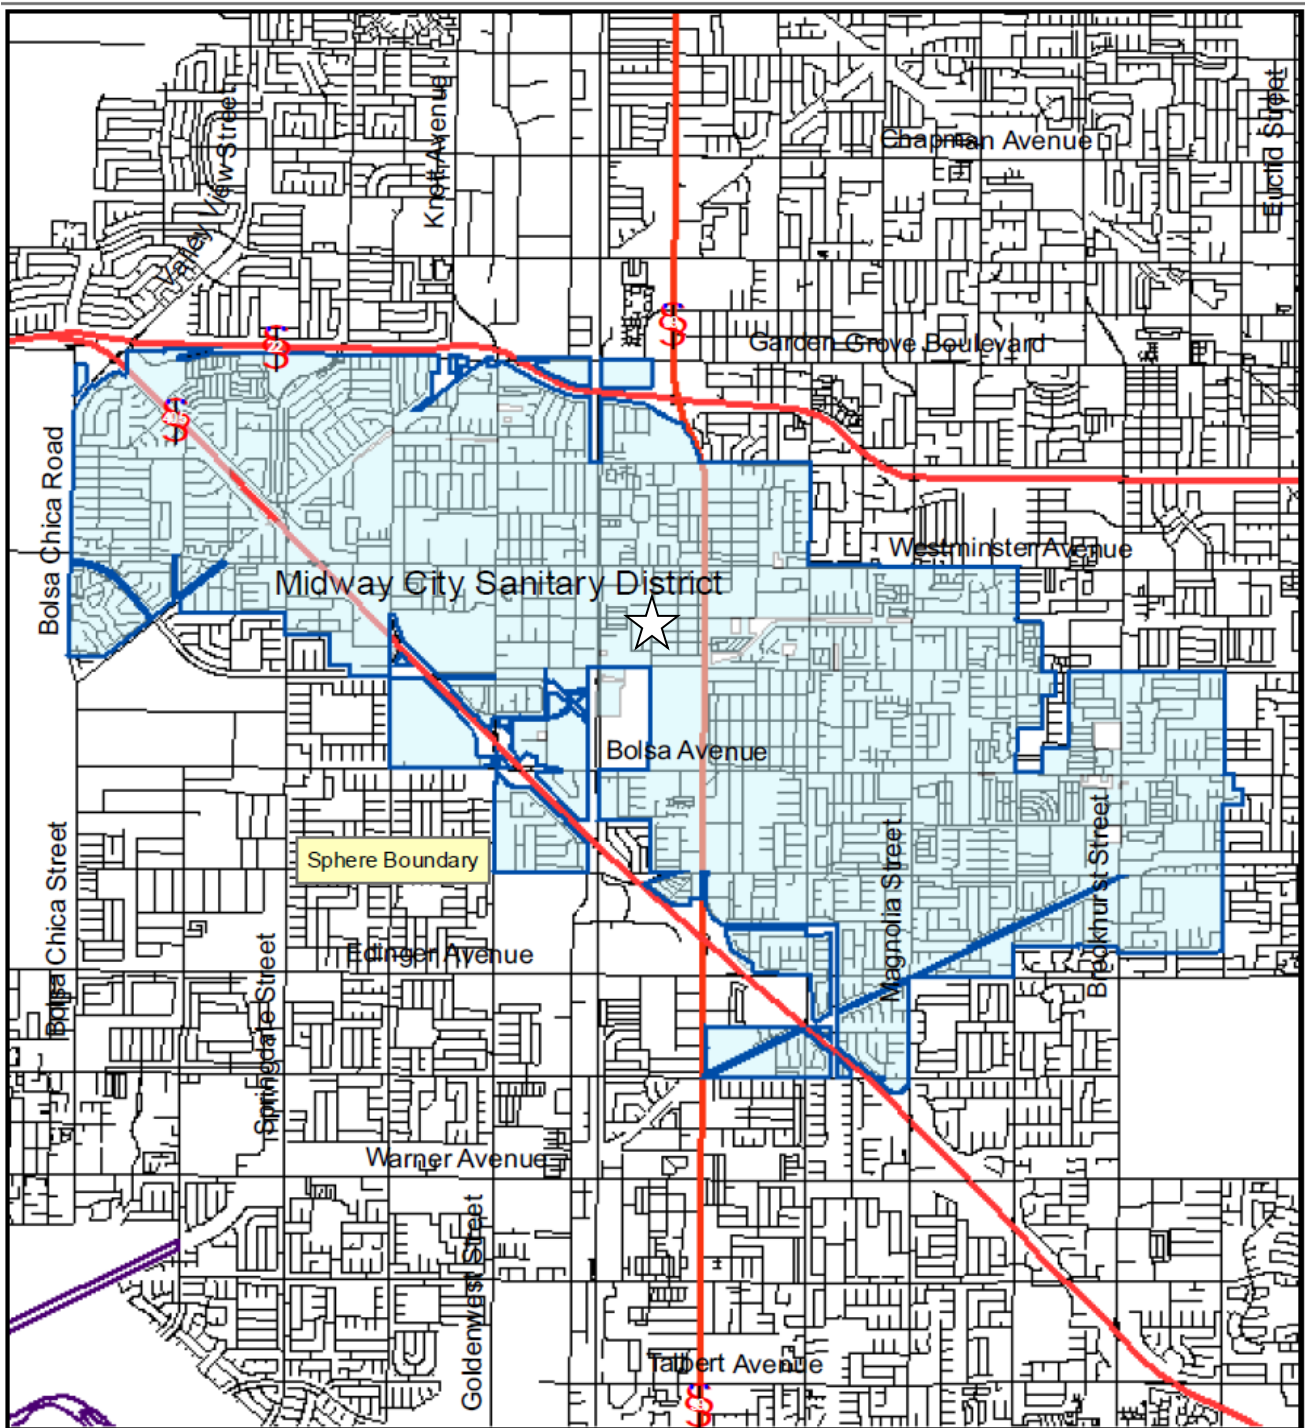 Chapman Avenue
Euclid Street
Knott Avenue
Valley View Street
Garden Grove Boulevard
Bolsa Chica Road
Westminster Avenue
Midway City Sanitary District
Bolsa Avenue
Sphere Boundary
Magnolia Street
Brookhurst Street
Bolsa Chica Street
Edinger Avenue
Springdale Street
Warner Avenue
Goldenwest Street
Talbert Avenue